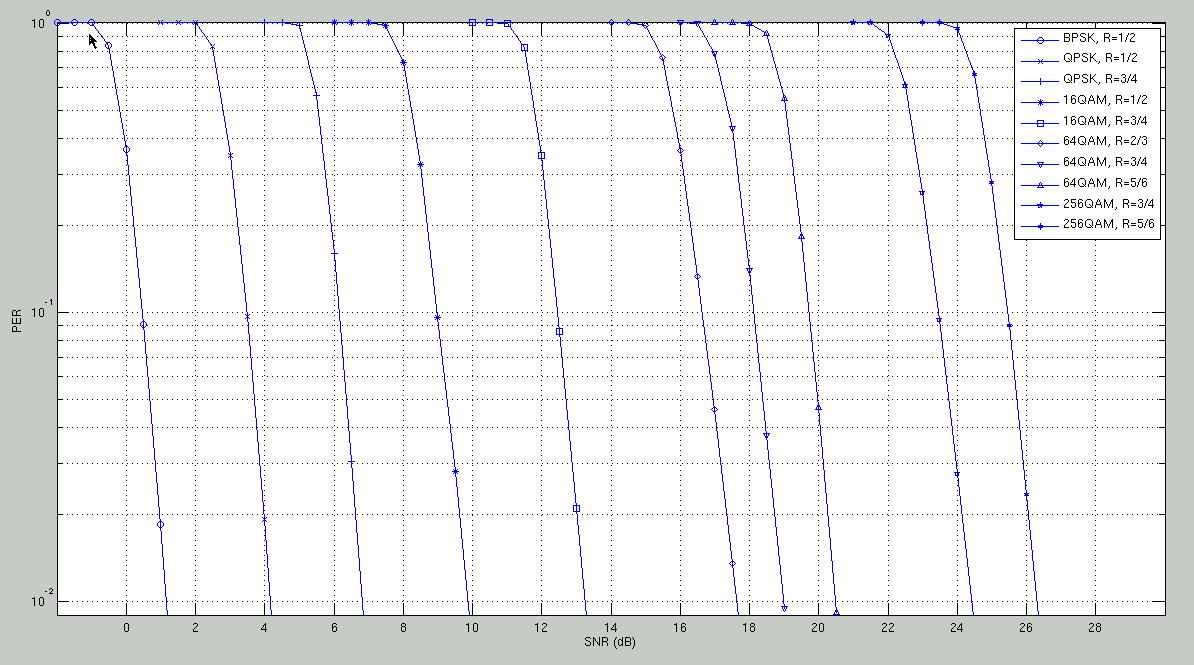 10^0
BPSK, R=1/2
QPSK, R=1/2
QPSK, R=3/4
16QAM, R=1/2
16QAM, R=3/4
64QAM, R=2/3
64QAM, R=3/4
64QAM, R=5/6
256QAM, R=3/4
256QAM, R=5/6
10^-1
PER
10^-2
0 2 4 6 8 10 12 14 16 18 20 22 24 26 28
SNR (dB)